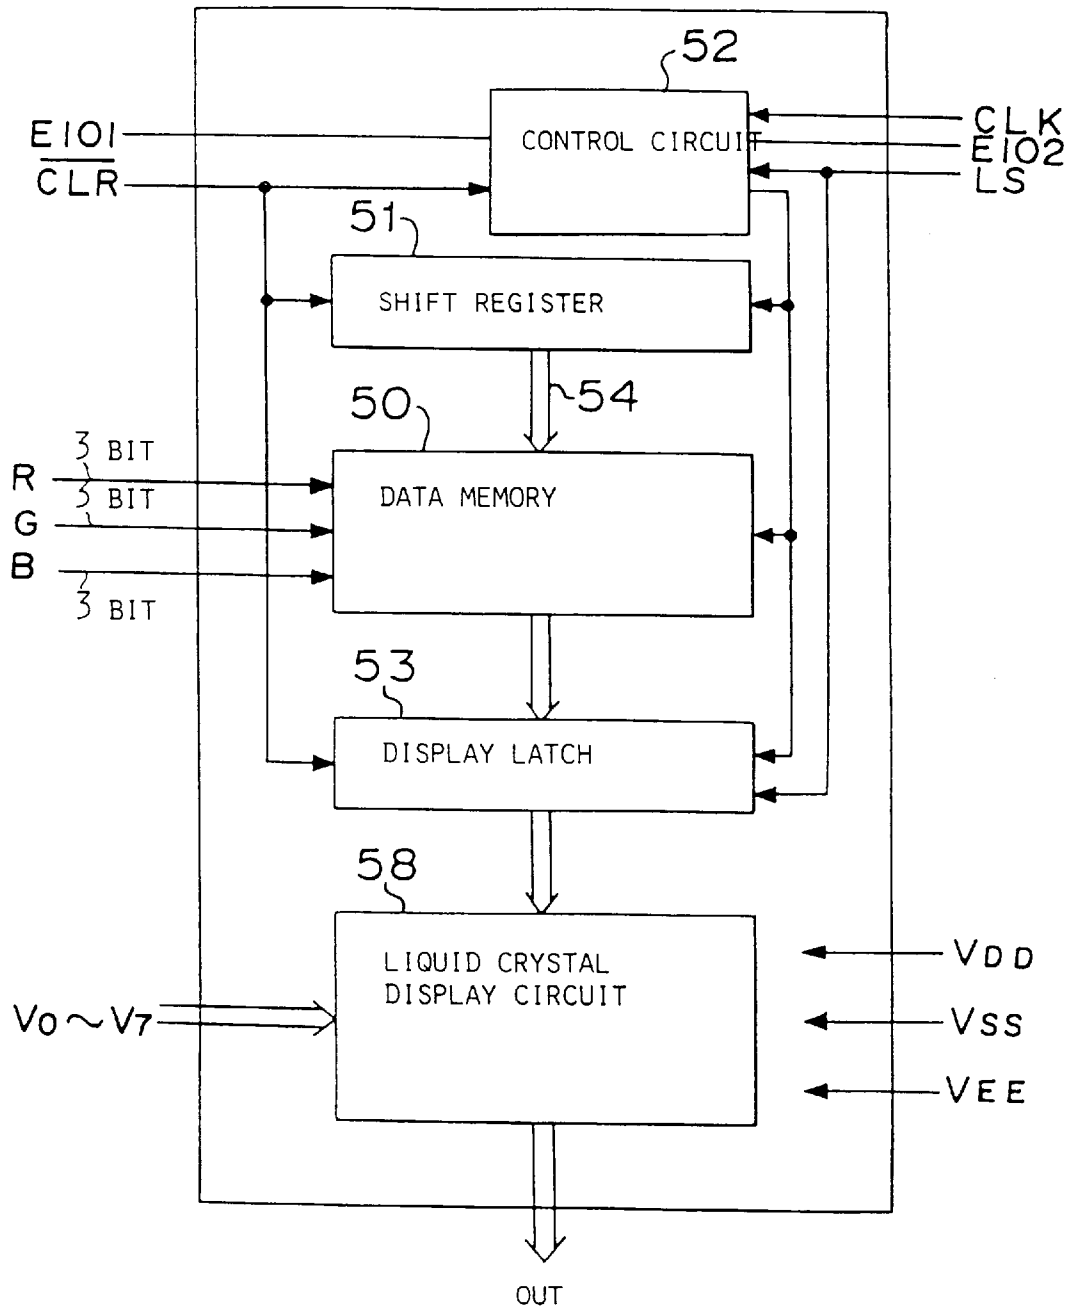 52
CLK
EIO1
CONTROL CIRCUIT
EIO2
CLR
LS
51
SHIFT REGISTER
54
50
3 BIT
R
DATA MEMORY
3 BIT
G
B
3 BIT
53
DISPLAY LATCH
58
LIQUID CRYSTAL
DISPLAY CIRCUIT
VDD
V0~V7
VSS
VEE
OUT